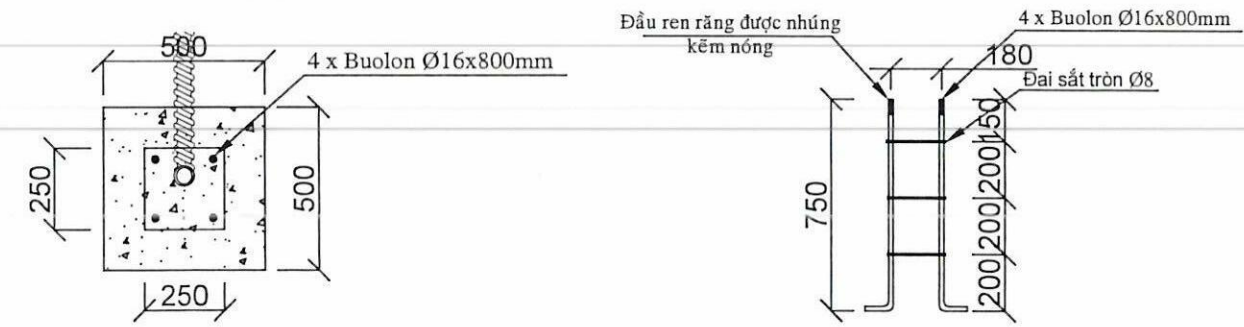 500
4 x Buolon Ø16x800mm
250
500
250
Đầu ren răng được nhúng
kẽm nóng
4 x Buolon Ø16x800mm
180
Đai sắt tròn Ø8
150
200
750
200
200